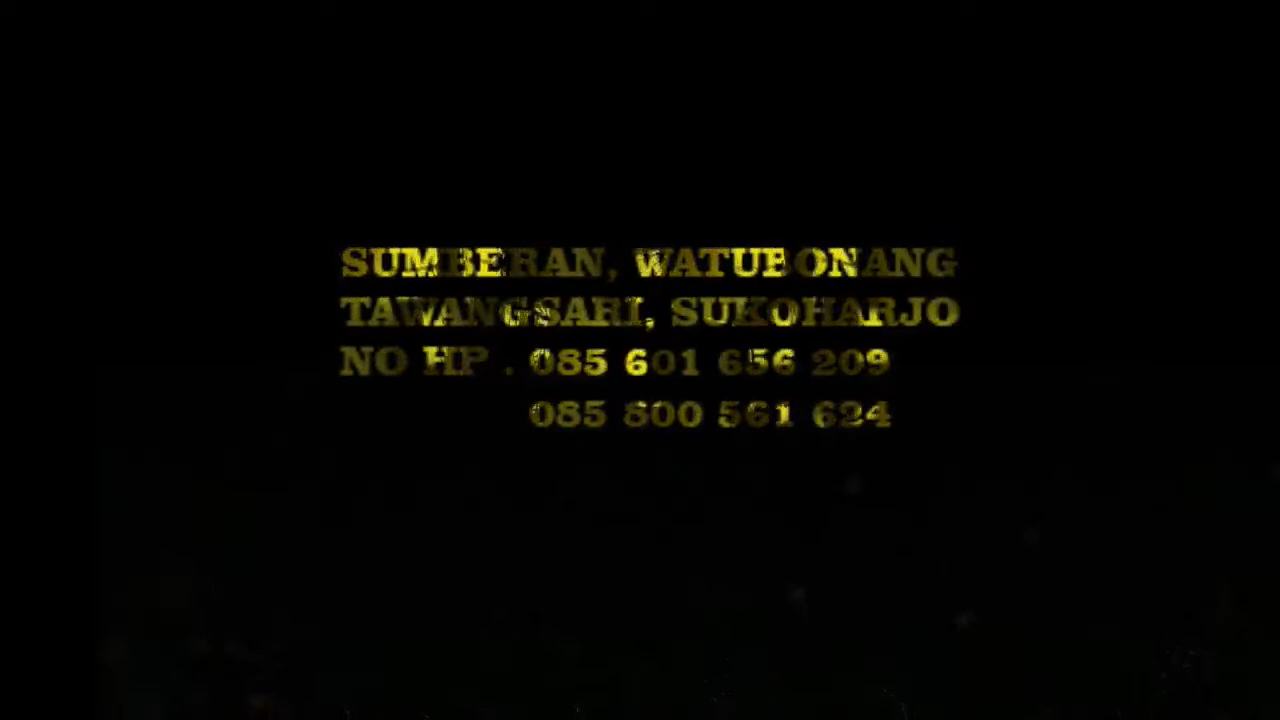 SUMBERAN, WATUBONANG
TAWANGSARI, SUKOHARJO
NO HP . 085 601 656 209
085 800 561 624